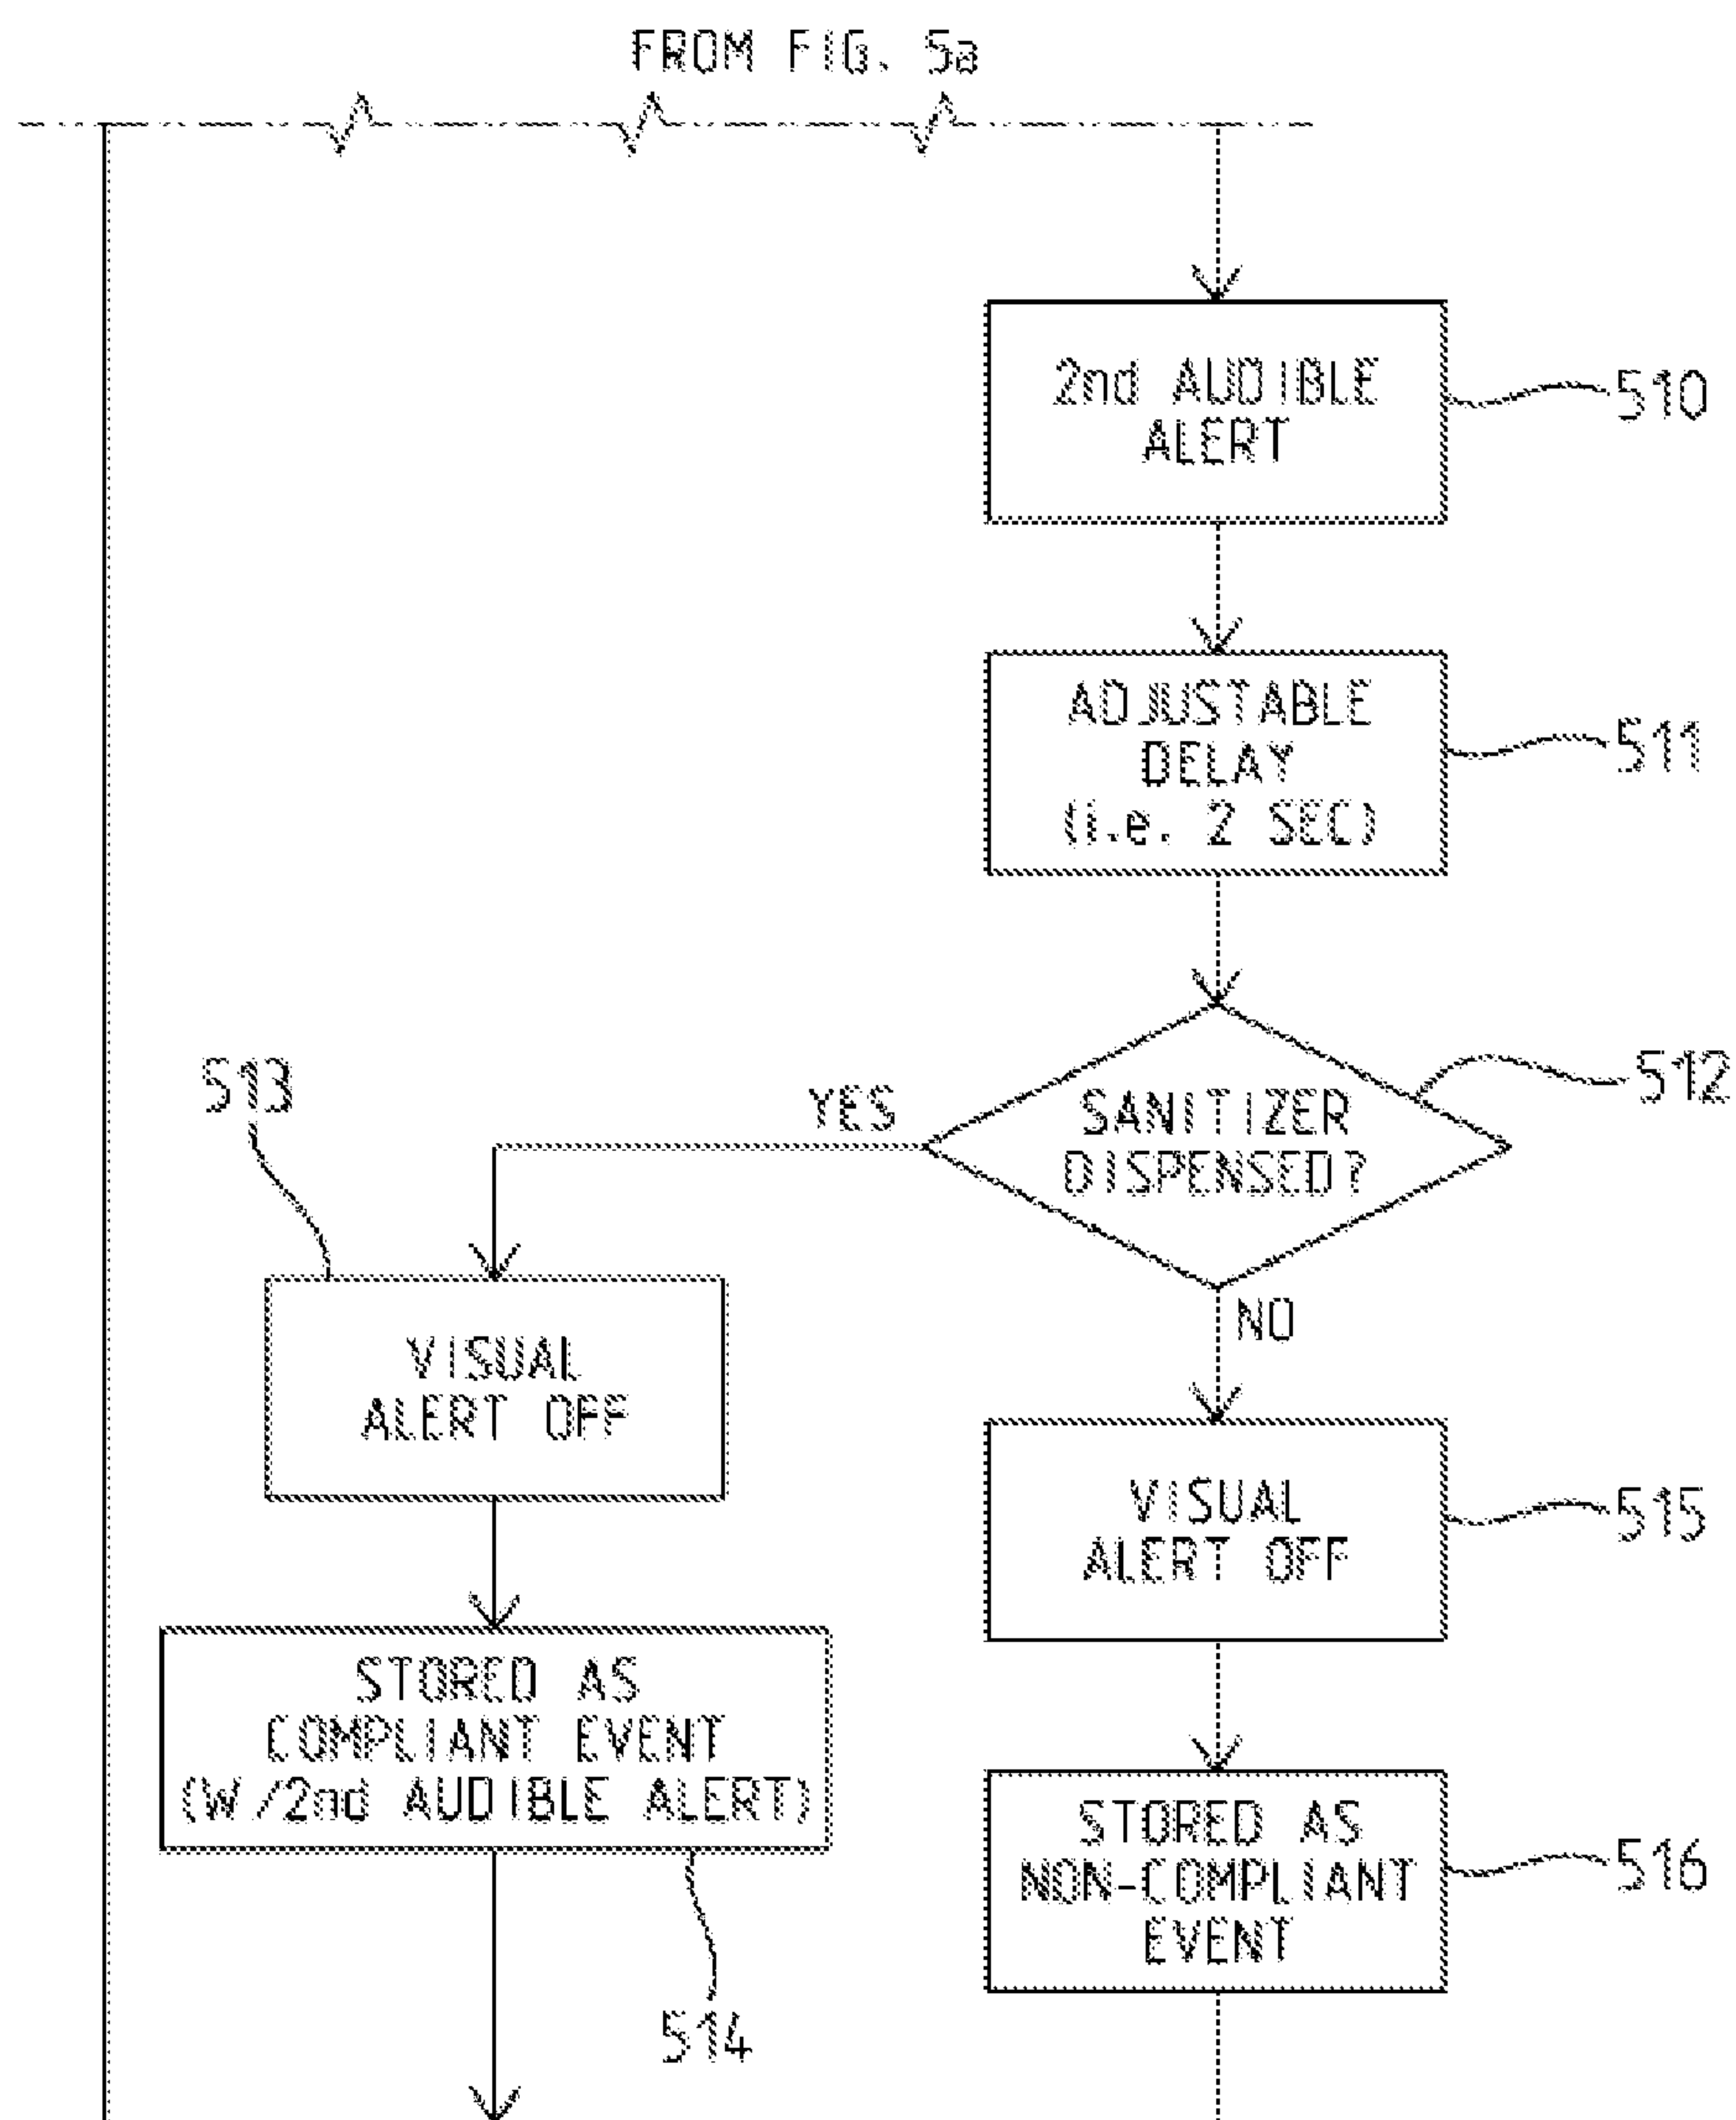 FROM FIG. 5a
2nd AUDIBLE
ALERT
510
ADJUSTABLE
DELAY
(i.e. 2 SEC)
511
SANITIZER
DISPENSED?
512
YES
513
NO
VISUAL
ALERT OFF
VISUAL
ALERT OFF
515
STORED AS
COMPLIANT EVENT
(W/2nd AUDIBLE ALERT)
514
STORED AS
NON-COMPLIANT
EVENT
516